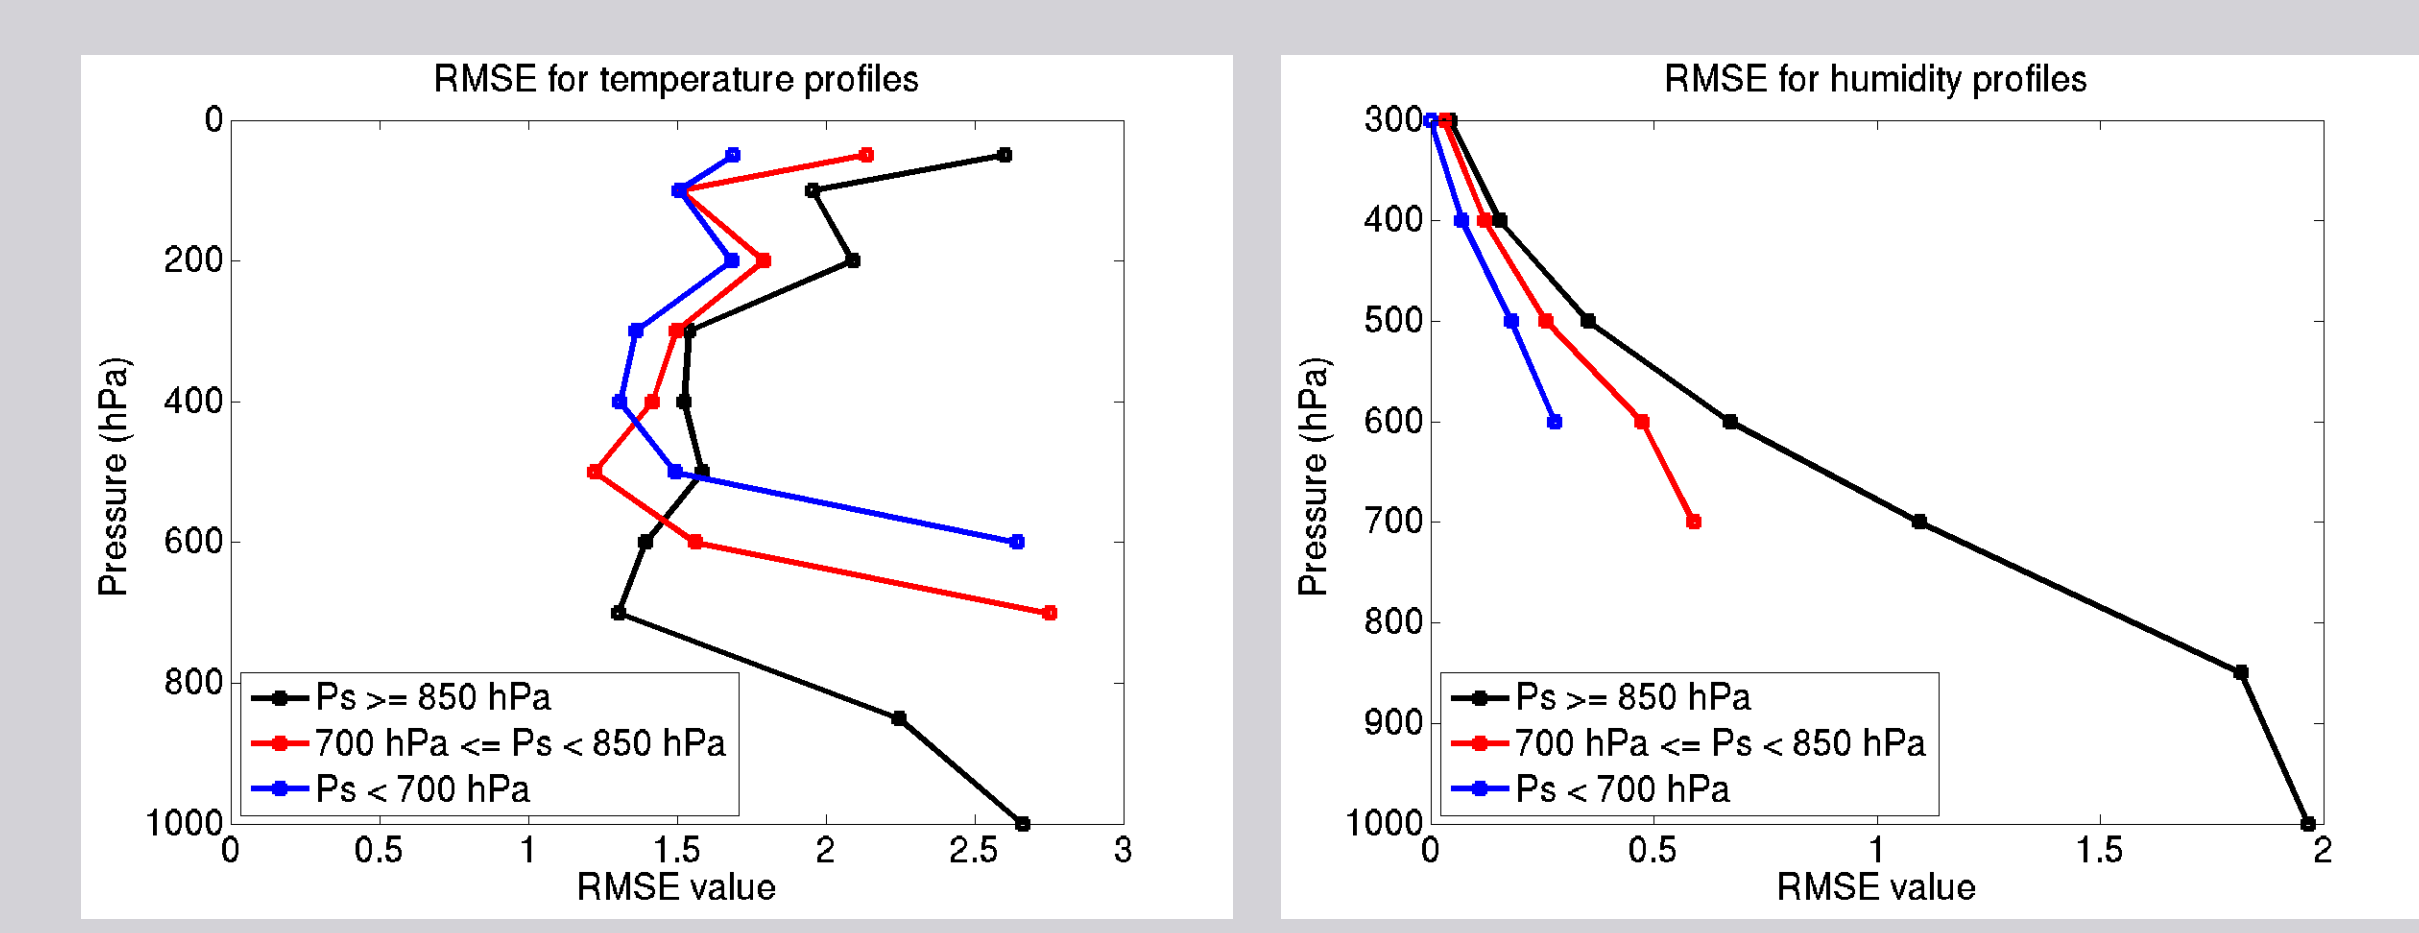 RMSE for temperature profiles
0
200
400
600
800
1000
Pressure (hPa)
Ps >= 850 hPa
700 hPa <= Ps < 850 hPa
Ps < 700 hPa
0 0.5 1 1.5 2 2.5 3
RMSE value
RMSE for humidity profiles
300
400
500
600
700
800
900
1000
Pressure (hPa)
Ps >= 850 hPa
700 hPa <= Ps < 850 hPa
Ps < 700 hPa
0 0.5 1 1.5 2
RMSE value